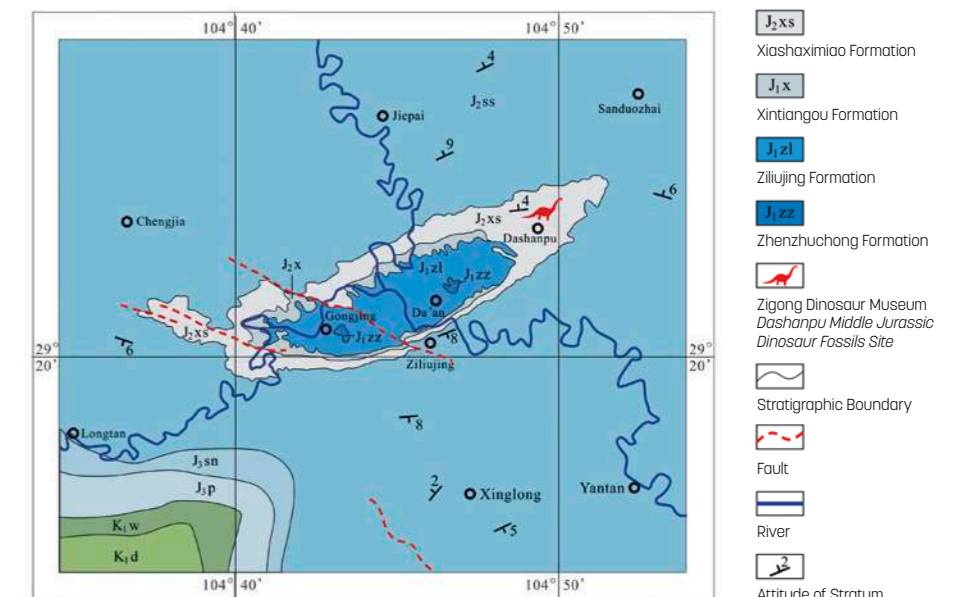 104° 40′
104° 50′
4
J₂ss
Jiepai
Sanduozhai
9
6
4
J₂xs
Chengjia
Dashanpu
J₂x
J₁zl
J₁zz
Da'an
Gongjing
J₂xs
J₁zz
8
6
29°
20′
29°
20′
Ziliujing
8
Longtan
J₃sn
J₃p
2
Xinglong
Yantan
K₁w
5
K₁d
104° 40′
104° 50′
J₂xs
Xiashaximiao Formation
J₁x
Xintiangou Formation
J₁zl
Ziliujing Formation
J₁zz
Zhenzhuchong Formation
Zigong Dinosaur Museum
Dashanpu Middle Jurassic
Dinosaur Fossils Site
Stratigraphic Boundary
Fault
River
2
Attitude of Stratum